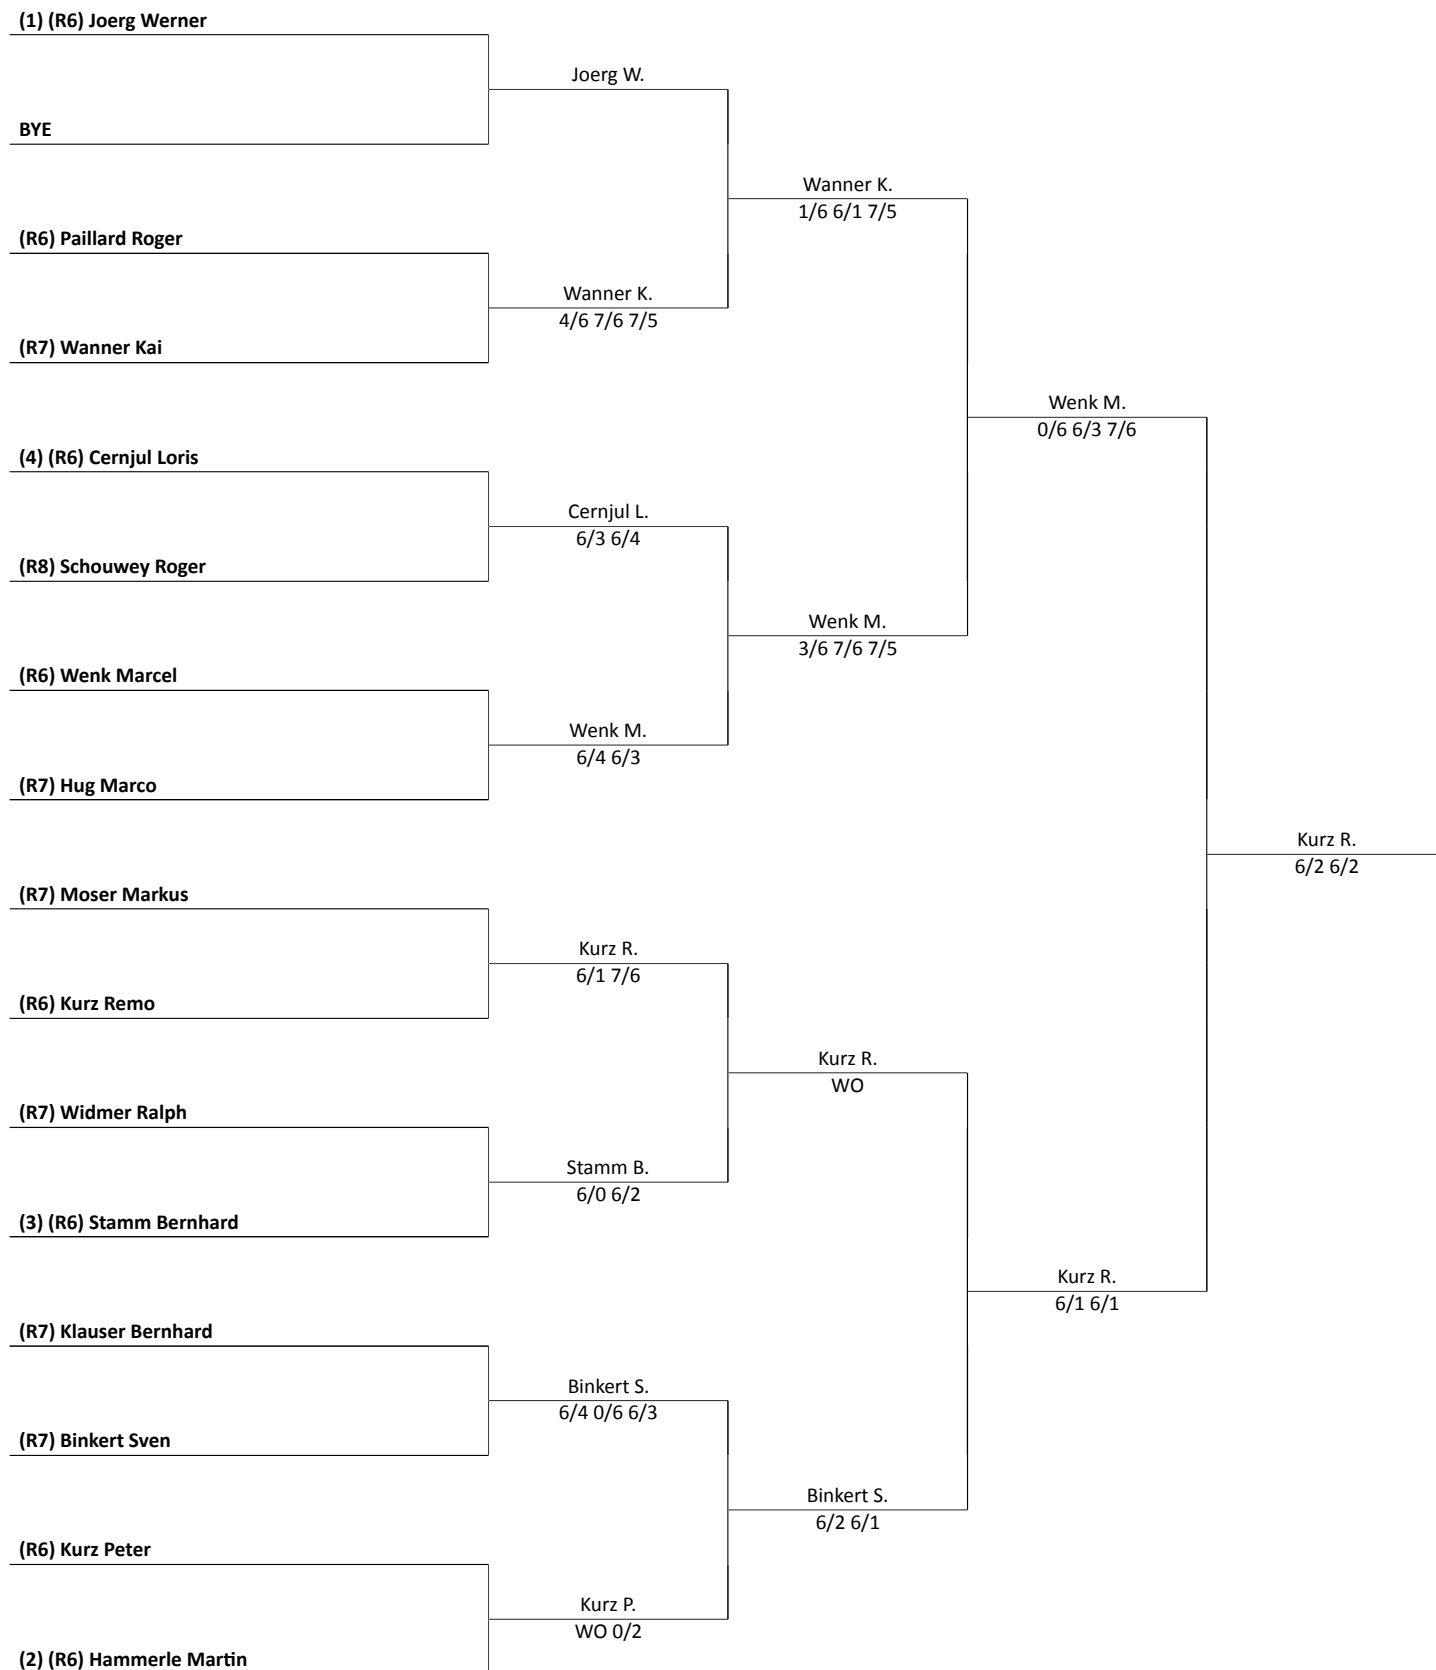 (1) (R6) Joerg Werner
Joerg W.
BYE
Wanner K.
1/6 6/1 7/5
(R6) Paillard Roger
Wanner K.
4/6 7/6 7/5
(R7) Wanner Kai
Wenk M.
0/6 6/3 7/6
(4) (R6) Cernjul Loris
Cernjul L.
6/3 6/4
(R8) Schouwey Roger
Wenk M.
3/6 7/6 7/5
(R6) Wenk Marcel
Wenk M.
6/4 6/3
(R7) Hug Marco
Kurz R.
6/2 6/2
(R7) Moser Markus
Kurz R.
6/1 7/6
(R6) Kurz Remo
Kurz R.
WO
(R7) Widmer Ralph
Stamm B.
6/0 6/2
(3) (R6) Stamm Bernhard
Kurz R.
6/1 6/1
(R7) Klauser Bernhard
Binkert S.
6/4 0/6 6/3
(R7) Binkert Sven
Binkert S.
6/2 6/1
(R6) Kurz Peter
Kurz P.
WO 0/2
(2) (R6) Hammerle Martin